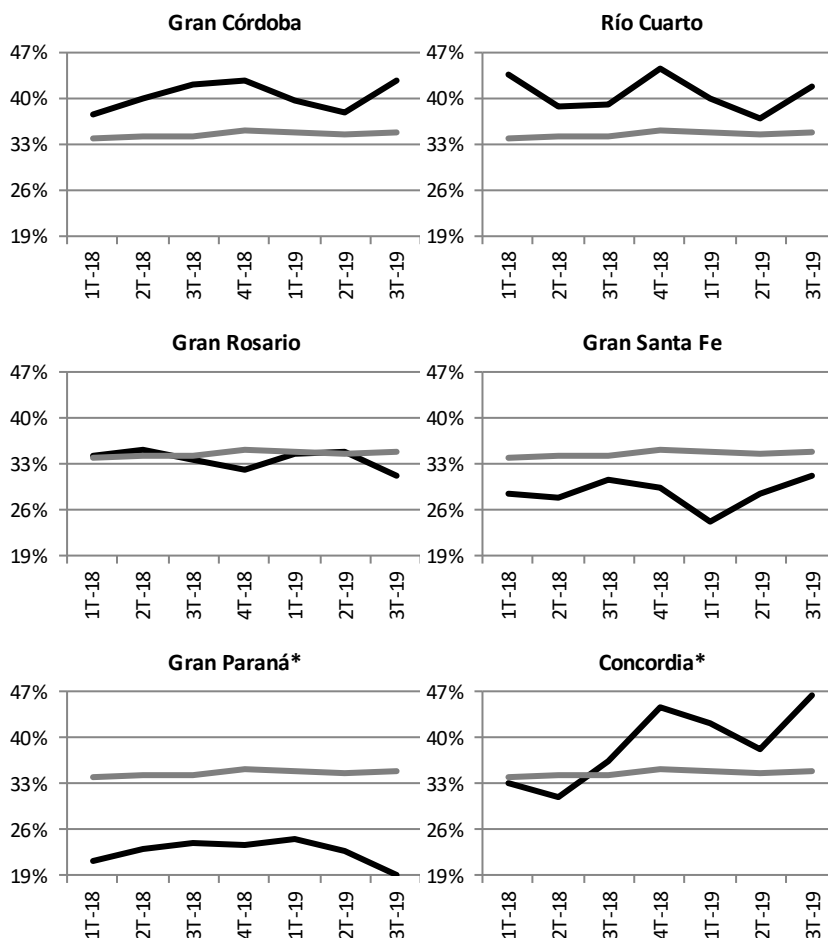 Gran Córdoba
47%
40%
33%
26%
19%
1T-18
2T-18
3T-18
4T-18
1T-19
2T-19
3T-19
Río Cuarto
47%
40%
33%
26%
19%
1T-18
2T-18
3T-18
4T-18
1T-19
2T-19
3T-19
Gran Rosario
47%
40%
33%
26%
19%
1T-18
2T-18
3T-18
4T-18
1T-19
2T-19
3T-19
Gran Santa Fe
47%
40%
33%
26%
19%
1T-18
2T-18
3T-18
4T-18
1T-19
2T-19
3T-19
Gran Paraná*
47%
40%
33%
26%
19%
1T-18
2T-18
3T-18
4T-18
1T-19
2T-19
3T-19
Concordia*
47%
40%
33%
26%
19%
1T-18
2T-18
3T-18
4T-18
1T-19
2T-19
3T-19